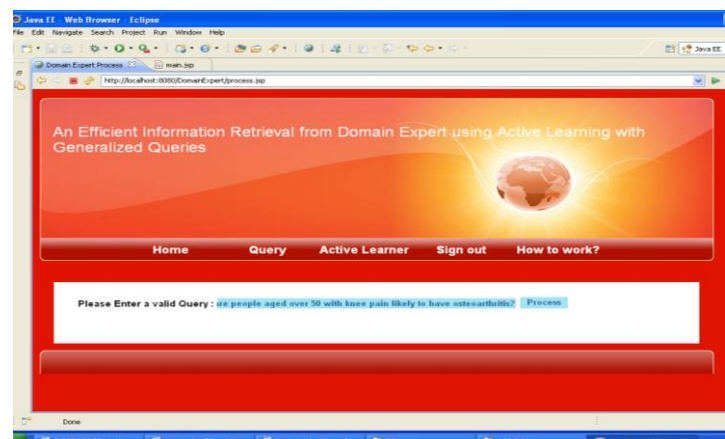 Java EE - Web Browser - Eclipse
File Edit Navigate Search Project Run Window Help
Java EE
Domain Expert Process main.jsp
http://localhost:8080/DomainExpert/process.jsp
An Efficient Information Retrieval from Domain Expert using Active Learning with
Generalized Queries
Home Query Active Learner Sign out How to work?
Please Enter a valid Query : re people aged over 50 with knee pain likely to have osteoarthritis? Process
Done